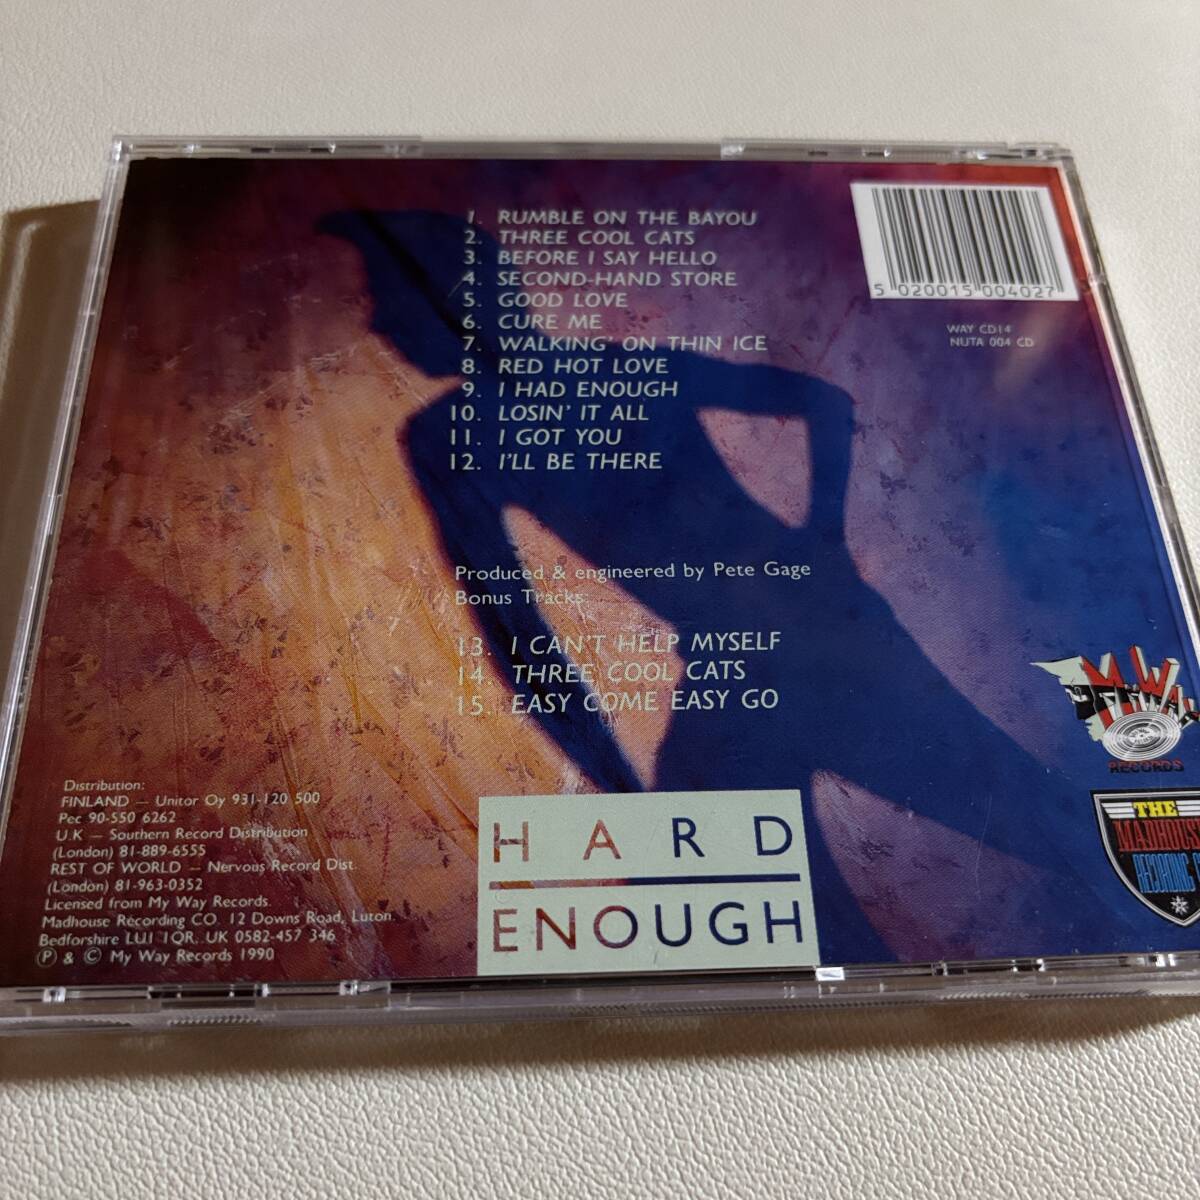 1. RUMBLE ON THE BAYOU
2. THREE COOL CATS
3. BEFORE I SAY HELLO
4. SECOND-HAND STORE
5. GOOD LOVE
6. CURE ME
7. WALKING' ON THIN ICE
8. RED HOT LOVE
9. I HAD ENOUGH
10. LOSIN' IT ALL
11. I GOT YOU
12. I'LL BE THERE
5 020015 004027
WAY CD14
NUTA 004 CD
Produced & engineered by Pete Gage
Bonus Tracks:
13. I CAN'T HELP MYSELF
14. THREE COOL CATS
15. EASY COME EASY GO
Distribution:
FINLAND — Unitor Oy 931-120 500
Pec 90-550 6262
U.K — Southern Record Distribution
(London) 81-889-6555
REST OF WORLD — Nervous Record Dist.
(London) 81-963-0352
Licensed from My Way Records.
Madhouse Recording CO. 12 Downs Road, Luton.
Bedfordshire LU1 1QR, UK 0582-457 346
Ⓟ & © My Way Records 1990
HARD
ENOUGH
RECORDS
THE
MADHOUSE
RECORDING